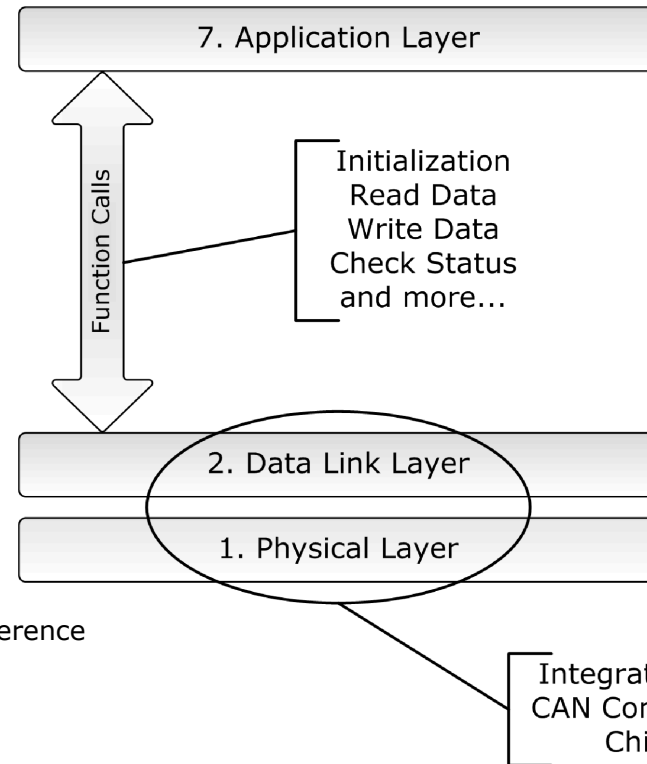 7. Application Layer
Function Calls
Initialization
Read Data
Write Data
Check Status
and more...
2. Data Link Layer
1. Physical Layer
erence
Integrat
CAN Con
Chi